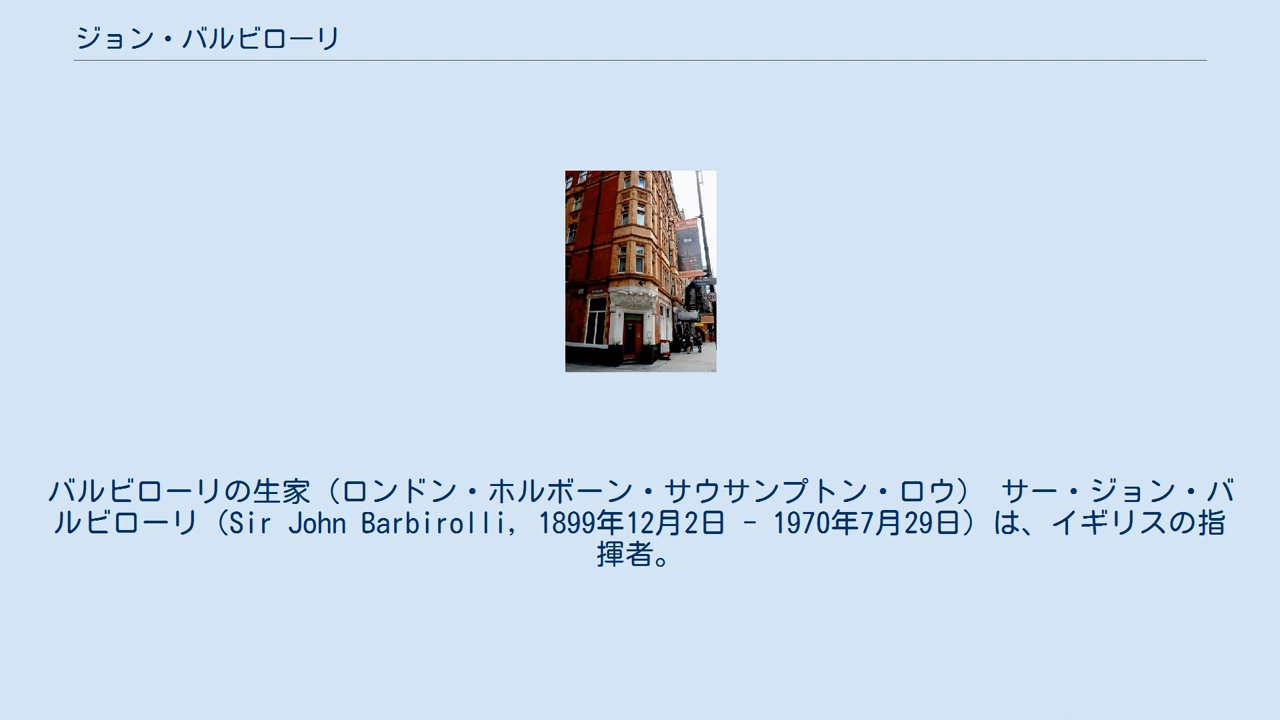 ジョン・バルビローリ
バルビローリの生家（ロンドン・ホルボーン・サウサンプトン・ロウ） サー・ジョン・バ
ルビローリ（Sir John Barbirolli, 1899年12月2日 - 1970年7月29日）は、イギリスの指
揮者。